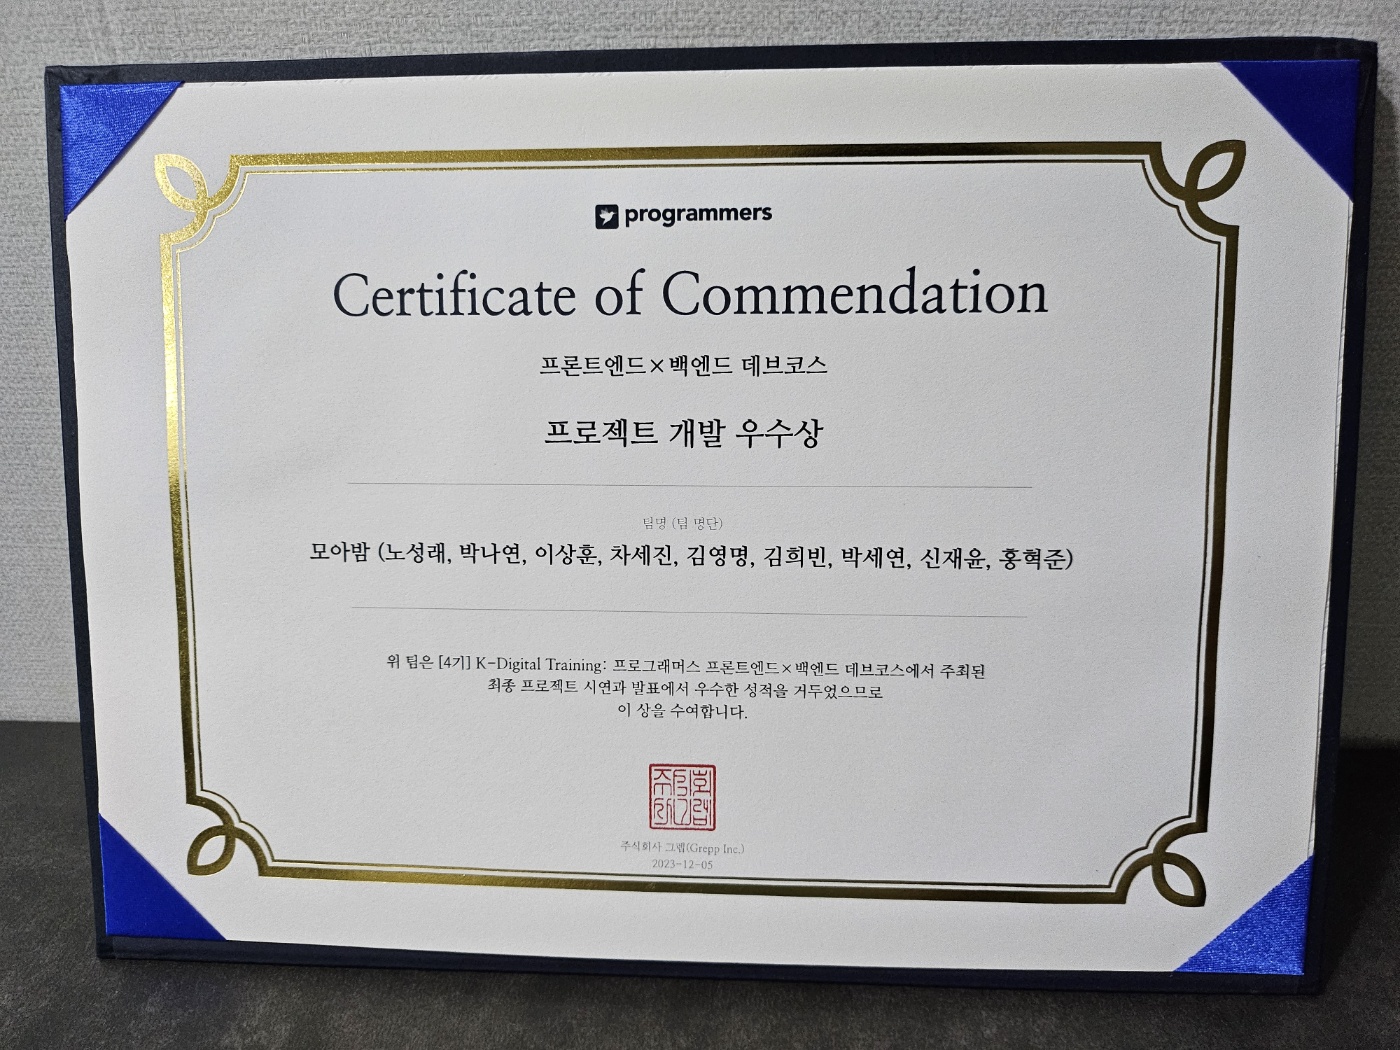 programmers
Certificate of Commendation
프론트엔드×백엔드 데브코스
프로젝트 개발 우수상
팀명 (팀 명단)
모아밤 (노성래, 박나연, 이상훈, 차세진, 김영명, 김희빈, 박세연, 신재윤, 홍혁준)
위 팀은 [4기] K-Digital Training: 프로그래머스 프론트엔드×백엔드 데브코스에서 주최된
최종 프로젝트 시연과 발표에서 우수한 성적을 거두었으므로
이 상을 수여합니다.
주식회사 그렙(Grepp Inc.)
2023-12-05